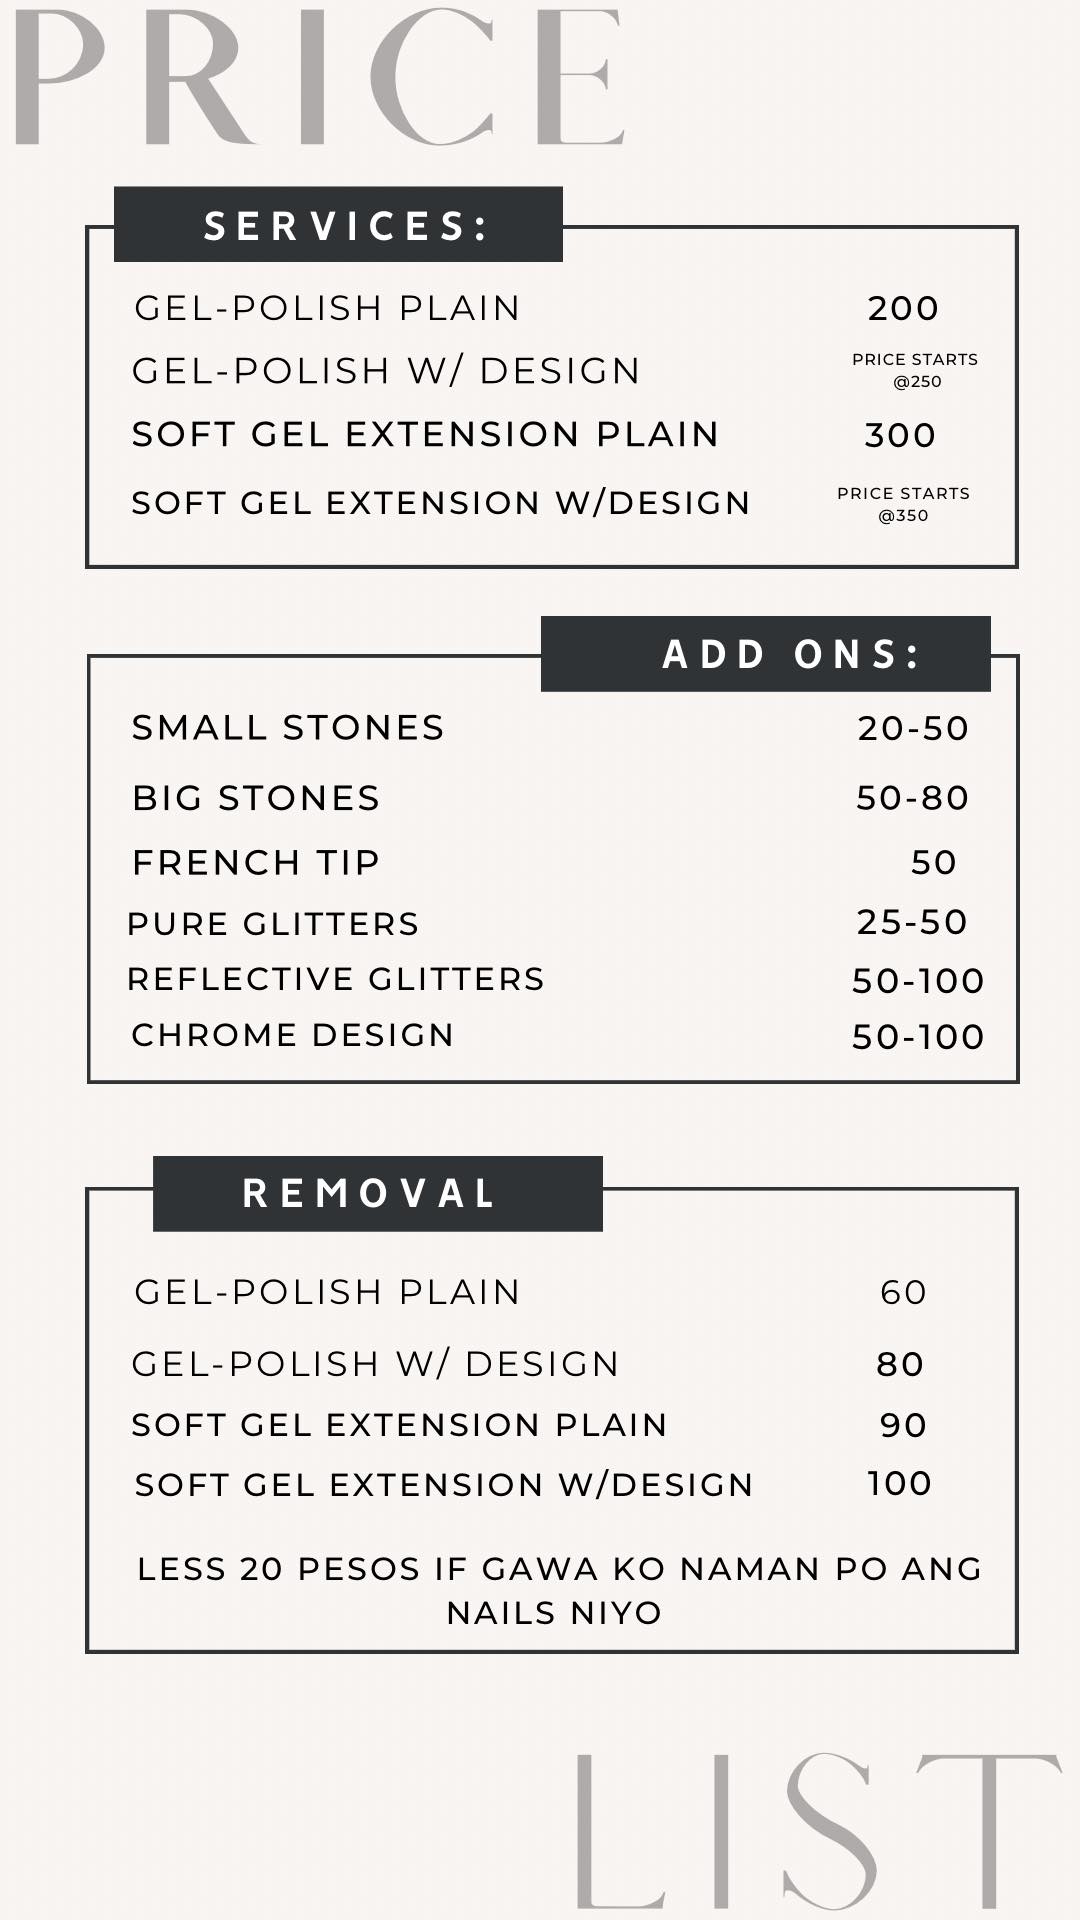 PRICE
SERVICES:
GEL-POLISH PLAIN 200
GEL-POLISH W/ DESIGN PRICE STARTS
@250
SOFT GEL EXTENSION PLAIN 300
SOFT GEL EXTENSION W/DESIGN PRICE STARTS
@350
ADD ONS:
SMALL STONES 20-50
BIG STONES 50-80
FRENCH TIP 50
PURE GLITTERS 25-50
REFLECTIVE GLITTERS 50-100
CHROME DESIGN 50-100
REMOVAL
GEL-POLISH PLAIN 60
GEL-POLISH W/ DESIGN 80
SOFT GEL EXTENSION PLAIN 90
SOFT GEL EXTENSION W/DESIGN 100
LESS 20 PESOS IF GAWA KO NAMAN PO ANG
NAILS NIYO
LIST